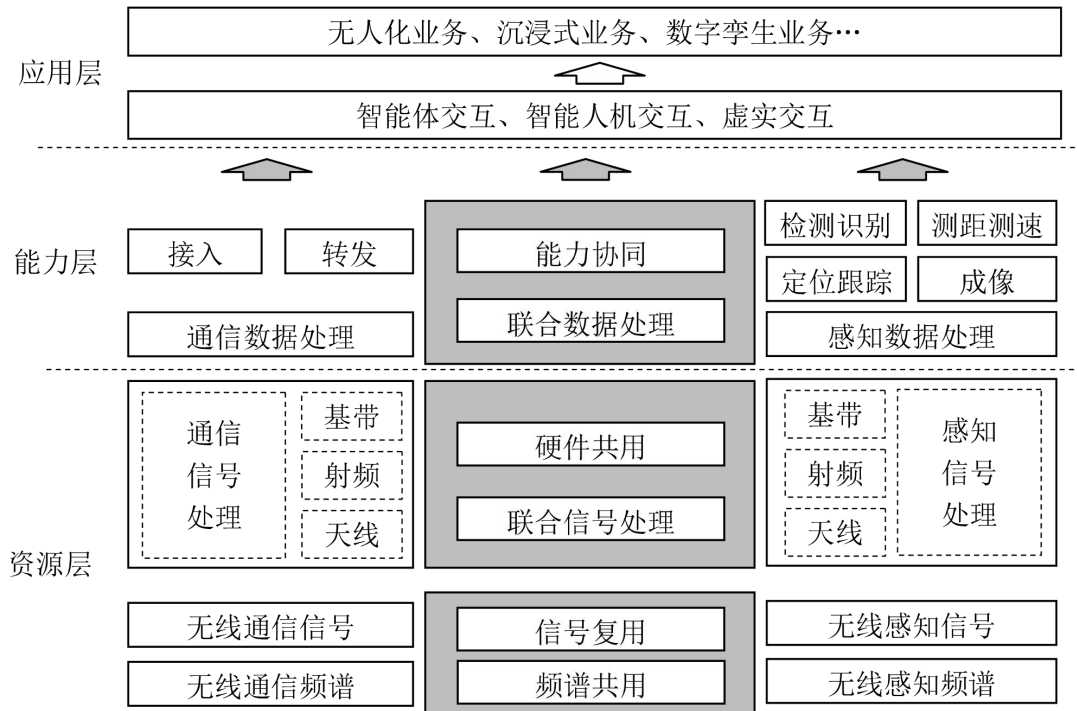 无人化业务、沉浸式业务、数字孪生业务…
应用层
智能体交互、智能人机交互、虚实交互
能力层
接入
转发
通信数据处理
能力协同
联合数据处理
检测识别
测距测速
定位跟踪
成像
感知数据处理
资源层
通信
信号
处理
基带
射频
天线
硬件共用
联合信号处理
基带
射频
天线
感知
信号
处理
无线通信信号
信号复用
无线感知信号
无线通信频谱
频谱共用
无线感知频谱